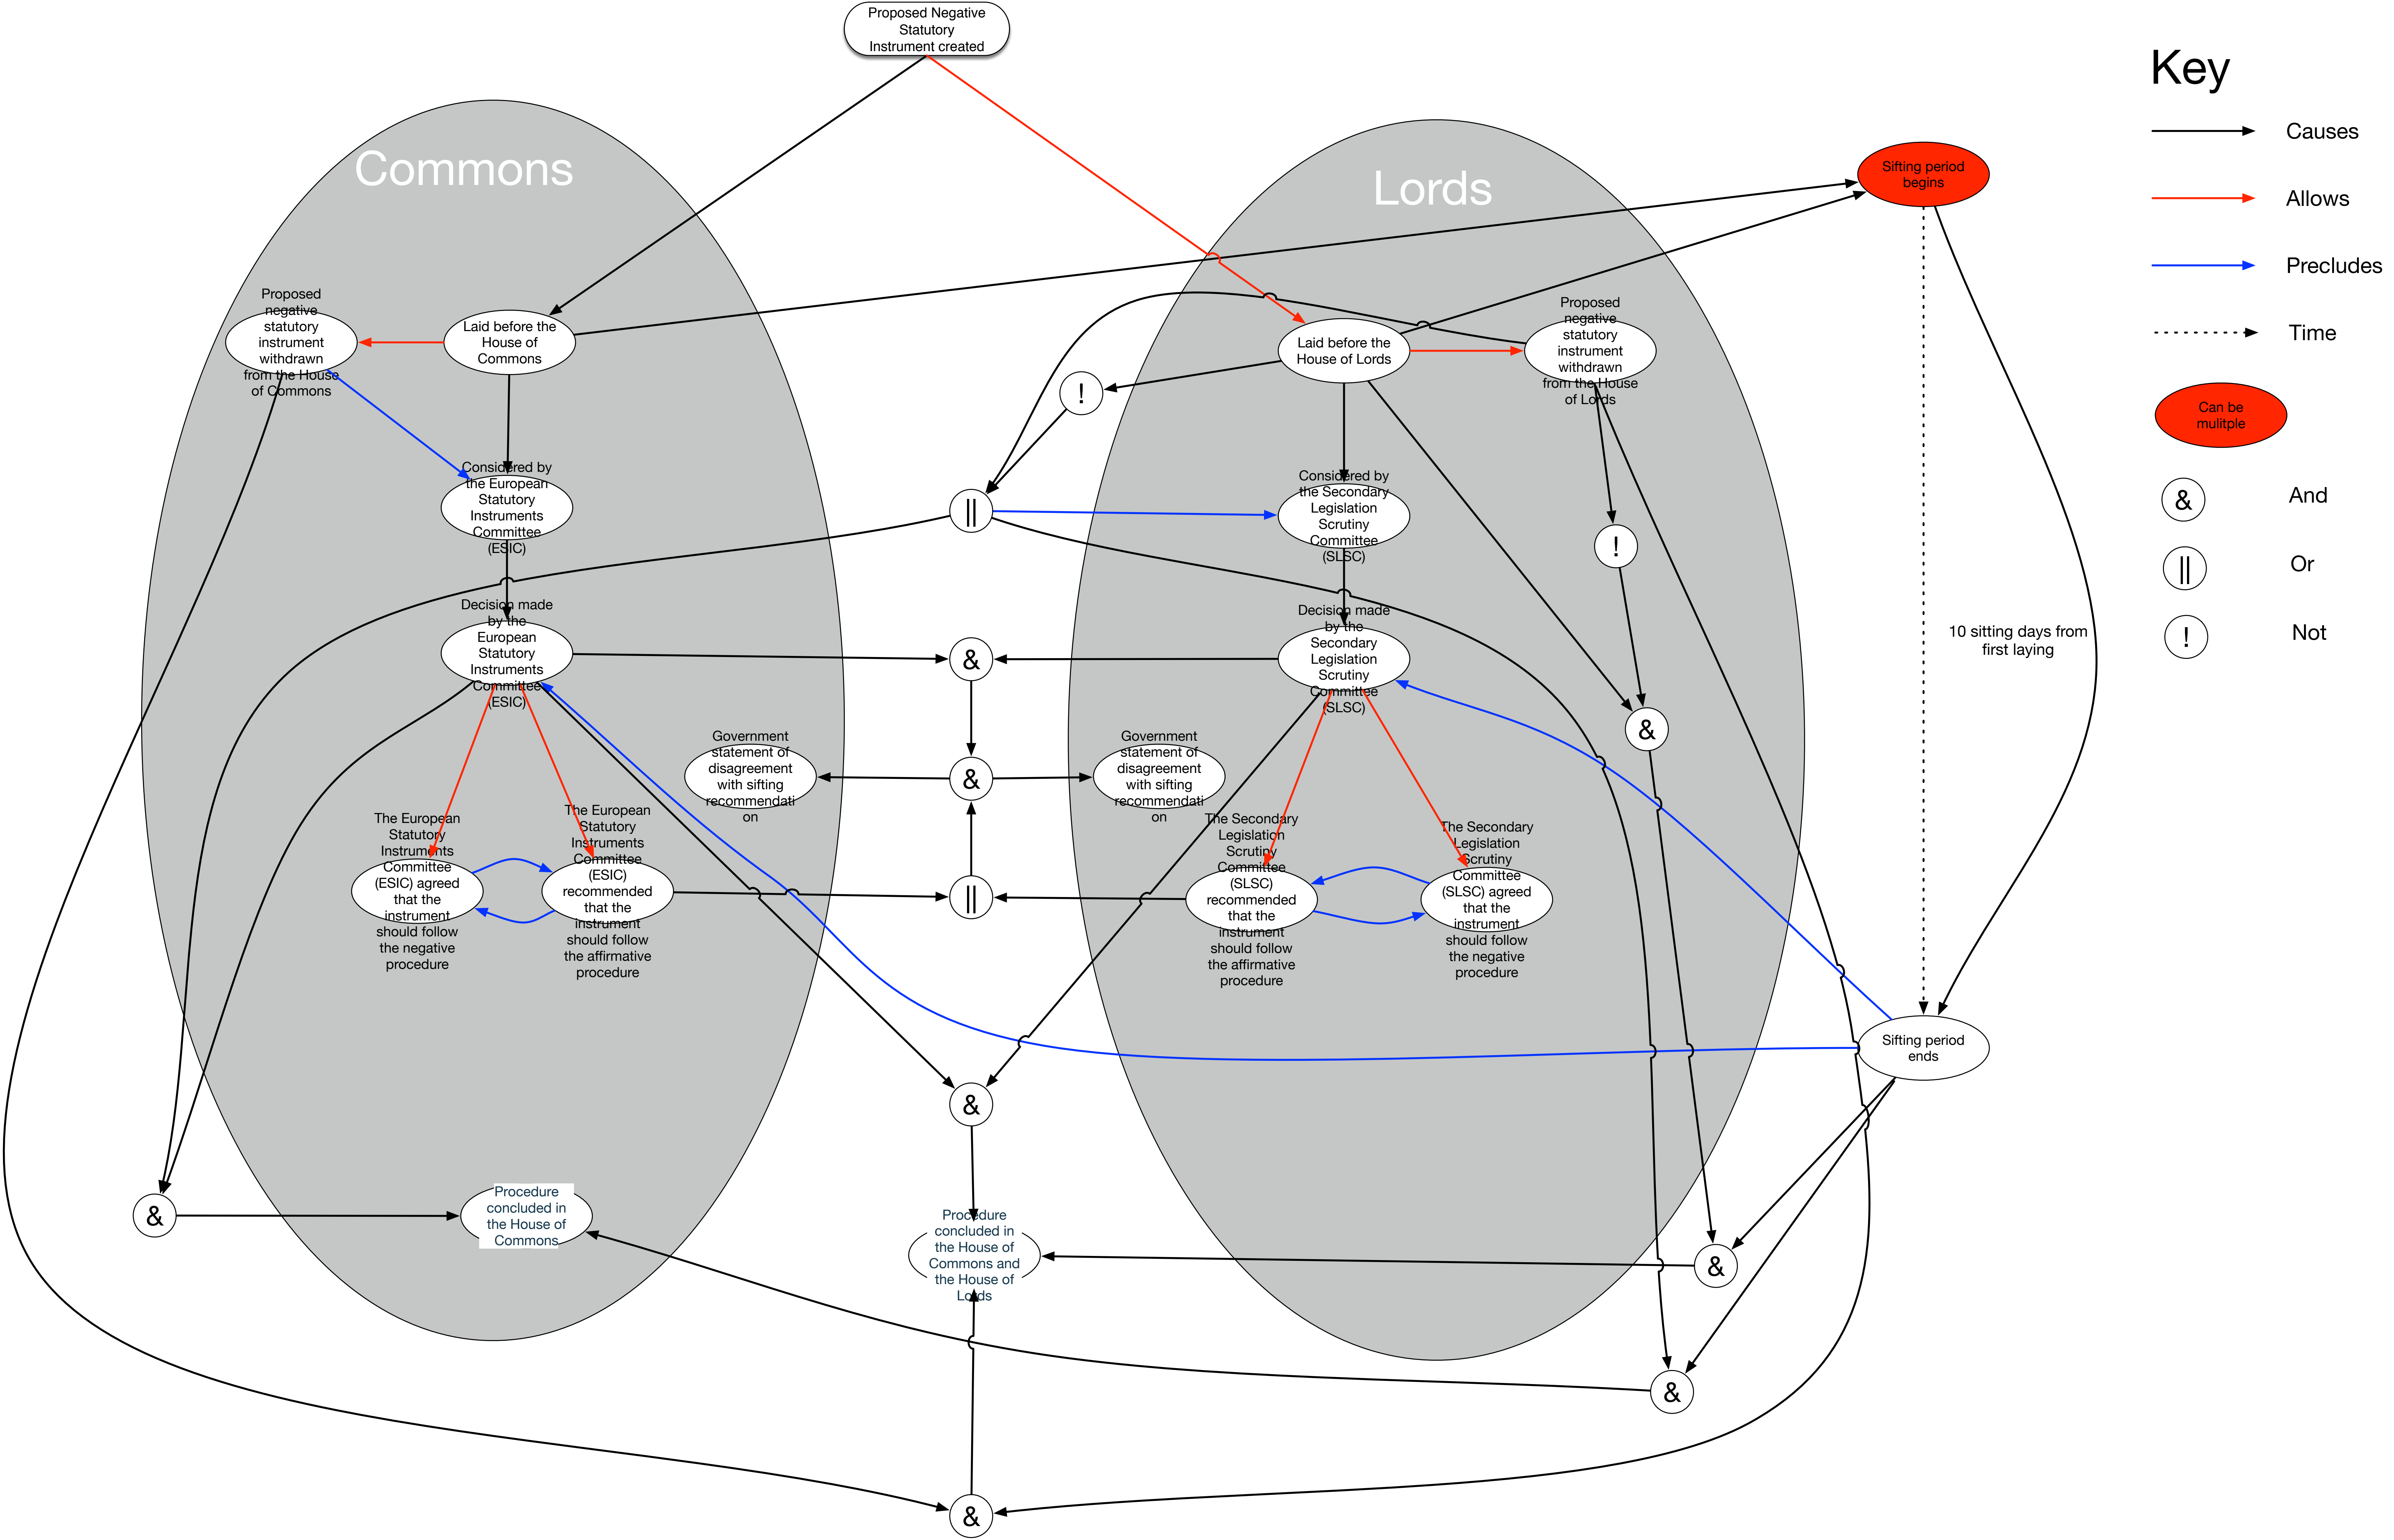 Proposed Negative
Statutory
Instrument created
Key
Causes
Allows
Precludes
Time
Can be
mulitple
&
And
||
Or
!
Not
Commons
Lords
Sifting period
begins
Proposed
negative
statutory
instrument
withdrawn
from the House
of Commons
Laid before the
House of
Commons
Laid before the
House of Lords
Proposed
negative
statutory
instrument
withdrawn
from the House
of Lords
!
Considered by
the European
Statutory
Instruments
Committee
(ESIC)
||
Considered by
the Secondary
Legislation
Scrutiny
Committee
(SLSC)
!
Decision made
by the
European
Statutory
Instruments
Committee
(ESIC)
&
Decision made
by the
Secondary
Legislation
Scrutiny
Committee
(SLSC)
10 sitting days from
first laying
&
Government
statement of
disagreement
with sifting
recommendati
on
&
Government
statement of
disagreement
with sifting
recommendati
on
The European
Statutory
Instruments
Committee
(ESIC) agreed
that the
instrument
should follow
the negative
procedure
The European
Statutory
Instruments
Committee
(ESIC)
recommended
that the
instrument
should follow
the affirmative
procedure
||
The Secondary
Legislation
Scrutiny
Committee
(SLSC)
recommended
that the
instrument
should follow
the affirmative
procedure
The Secondary
Legislation
Scrutiny
Committee
(SLSC) agreed
that the
instrument
should follow
the negative
procedure
Sifting period
ends
&
&
Procedure
concluded in
the House of
Commons
Procedure
concluded in
the House of
Commons and
the House of
Lords
&
&
&